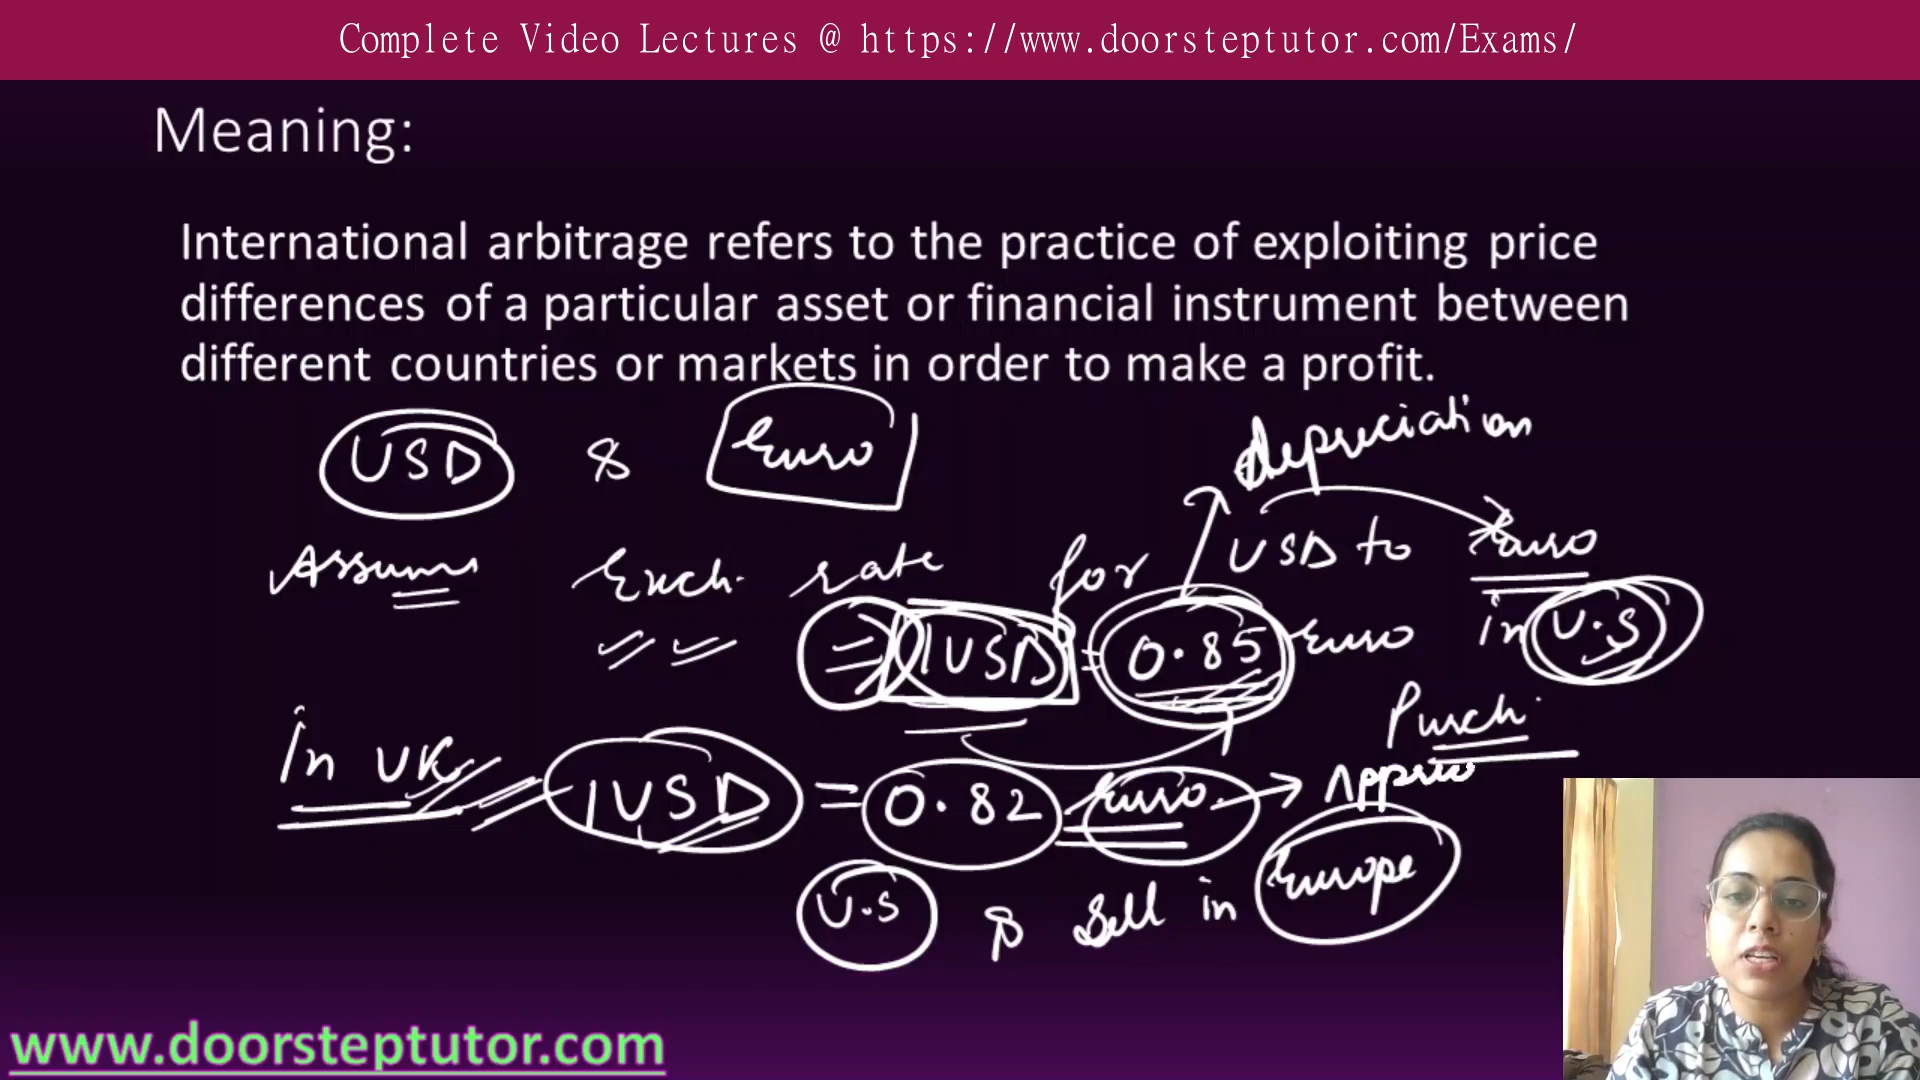 Complete Video Lectures @ https://www.doorsteptutor.com/Exams/
Meaning:
International arbitrage refers to the practice of exploiting price
differences of a particular asset or financial instrument between
different countries or markets in order to make a profit.
USD & Euro
depreciation
Assume Exch. rate for USD to Euro
1USD = 0.85 Euro in U.S
Purch.
In UK 1USD = 0.82 Euro →
U.S & Sell in Europe
www.doorsteptutor.com